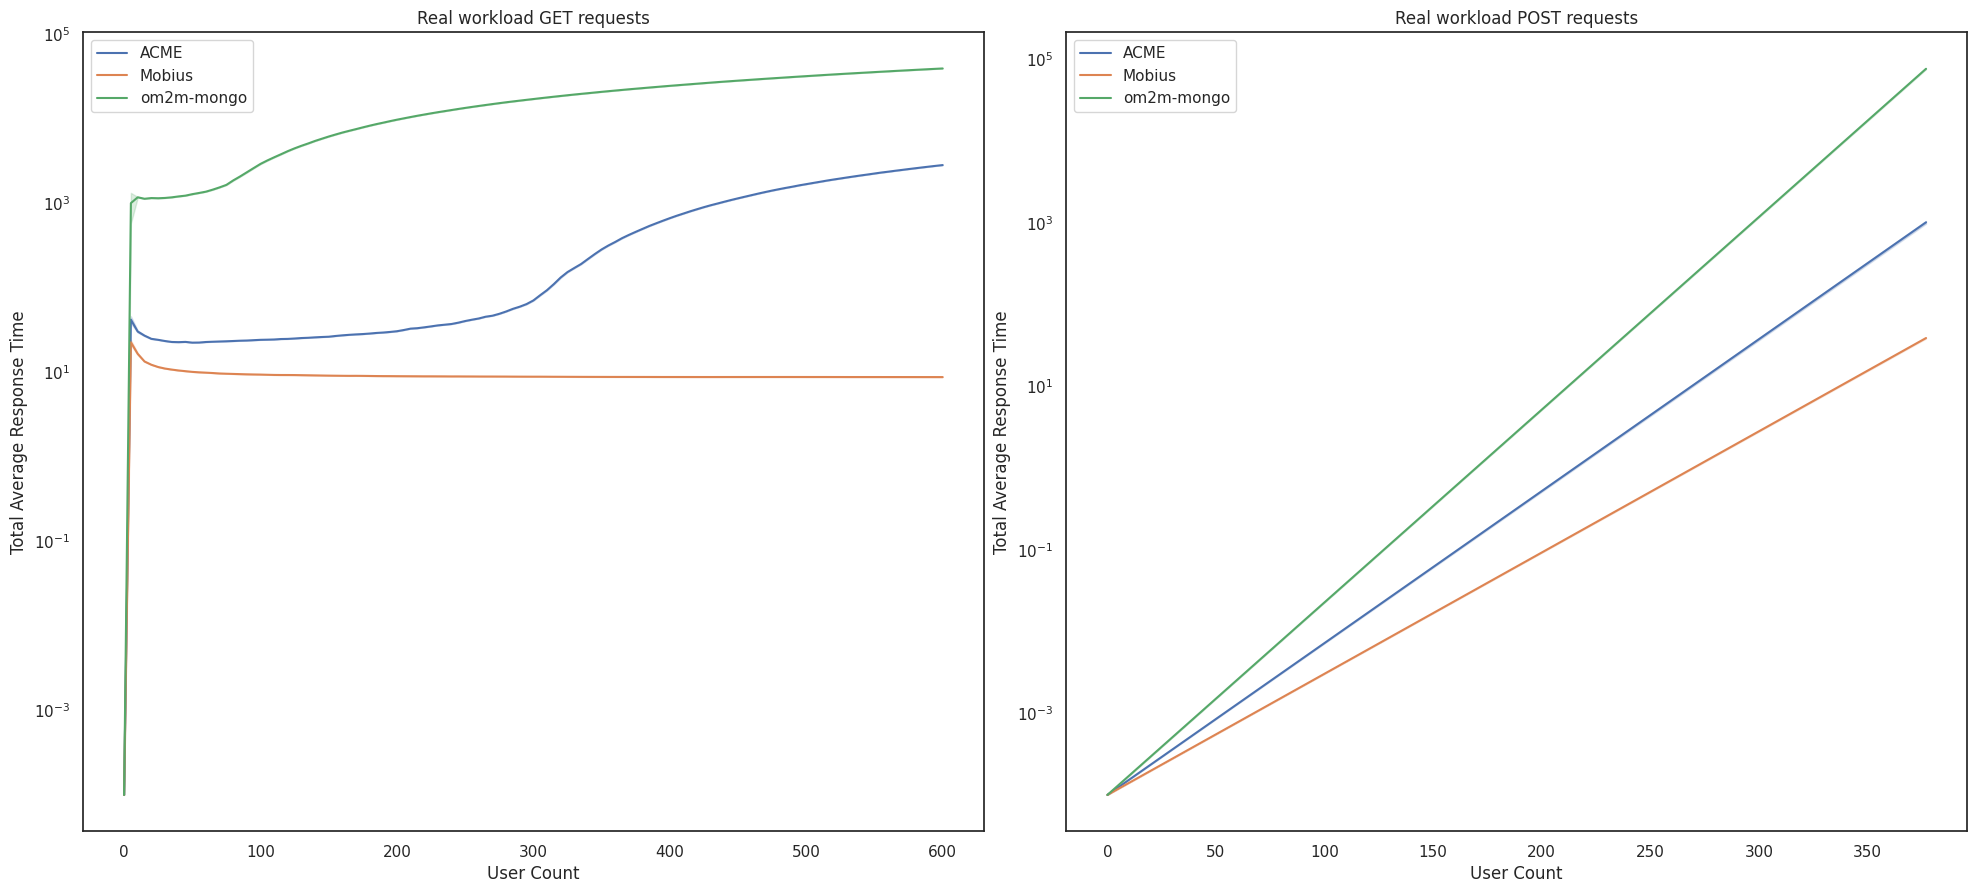 Real workload GET requests
ACME
Mobius
om2m-mongo
Total Average Response Time
10^5
10^3
10^1
10^-1
10^-3
0 100 200 300 400 500 600
User Count
Real workload POST requests
ACME
Mobius
om2m-mongo
Total Average Response Time
10^5
10^3
10^1
10^-1
10^-3
0 50 100 150 200 250 300 350
User Count